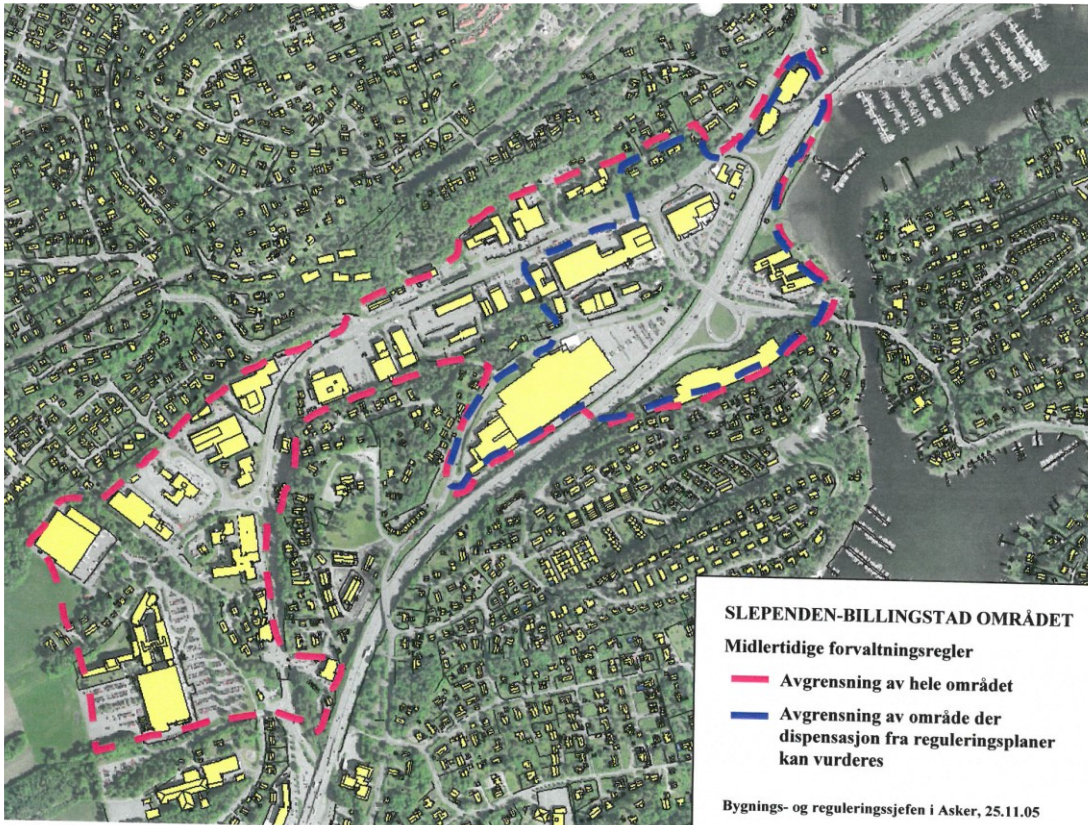 SLEPENDEN-BILLINGSTAD OMRÅDET
Midlertidige forvaltningsregler
Avgrensning av hele området
Avgrensning av område der
dispensasjon fra reguleringsplaner
kan vurderes
Bygnings- og reguleringssjefen i Asker, 25.11.05